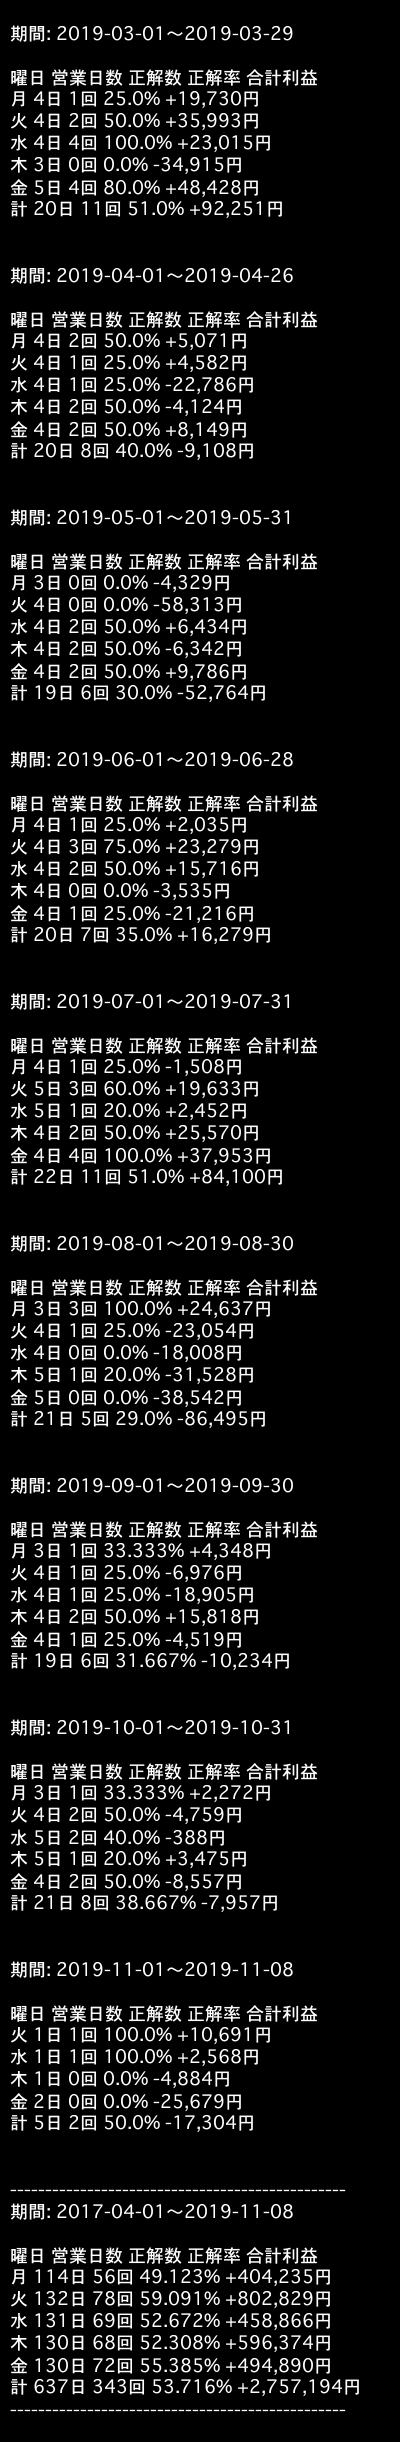 期間: 2019-03-01〜2019-03-29
曜日 営業日数 正解数 正解率 合計利益
月 4日 1回 25.0% +19,730円
火 4日 2回 50.0% +35,993円
水 4日 4回 100.0% +23,015円
木 3日 0回 0.0% -34,915円
金 5日 4回 80.0% +48,428円
計 20日 11回 51.0% +92,251円
期間: 2019-04-01〜2019-04-26
曜日 営業日数 正解数 正解率 合計利益
月 4日 2回 50.0% +5,071円
火 4日 1回 25.0% +4,582円
水 4日 1回 25.0% -22,786円
木 4日 2回 50.0% -4,124円
金 4日 2回 50.0% +8,149円
計 20日 8回 40.0% -9,108円
期間: 2019-05-01〜2019-05-31
曜日 営業日数 正解数 正解率 合計利益
月 3日 0回 0.0% -4,329円
火 4日 0回 0.0% -58,313円
水 4日 2回 50.0% +6,434円
木 4日 2回 50.0% -6,342円
金 4日 2回 50.0% +9,786円
計 19日 6回 30.0% -52,764円
期間: 2019-06-01〜2019-06-28
曜日 営業日数 正解数 正解率 合計利益
月 4日 1回 25.0% +2,035円
火 4日 3回 75.0% +23,279円
水 4日 2回 50.0% +15,716円
木 4日 0回 0.0% -3,535円
金 4日 1回 25.0% -21,216円
計 20日 7回 35.0% +16,279円
期間: 2019-07-01〜2019-07-31
曜日 営業日数 正解数 正解率 合計利益
月 4日 1回 25.0% -1,508円
火 5日 3回 60.0% +19,633円
水 5日 1回 20.0% +2,452円
木 4日 2回 50.0% +25,570円
金 4日 4回 100.0% +37,953円
計 22日 11回 51.0% +84,100円
期間: 2019-08-01〜2019-08-30
曜日 営業日数 正解数 正解率 合計利益
月 3日 3回 100.0% +24,637円
火 4日 1回 25.0% -23,054円
水 4日 0回 0.0% -18,008円
木 5日 1回 20.0% -31,528円
金 5日 0回 0.0% -38,542円
計 21日 5回 29.0% -86,495円
期間: 2019-09-01〜2019-09-30
曜日 営業日数 正解数 正解率 合計利益
月 3日 1回 33.333% +4,348円
火 4日 1回 25.0% -6,976円
水 4日 1回 25.0% -18,905円
木 4日 2回 50.0% +15,818円
金 4日 1回 25.0% -4,519円
計 19日 6回 31.667% -10,234円
期間: 2019-10-01〜2019-10-31
曜日 営業日数 正解数 正解率 合計利益
月 3日 1回 33.333% +2,272円
火 4日 2回 50.0% -4,759円
水 5日 2回 40.0% -388円
木 5日 1回 20.0% +3,475円
金 4日 2回 50.0% -8,557円
計 21日 8回 38.667% -7,957円
期間: 2019-11-01〜2019-11-08
曜日 営業日数 正解数 正解率 合計利益
火 1日 1回 100.0% +10,691円
水 1日 1回 100.0% +2,568円
木 1日 0回 0.0% -4,884円
金 2日 0回 0.0% -25,679円
計 5日 2回 50.0% -17,304円
------------------------------------------------
期間: 2017-04-01〜2019-11-08
曜日 営業日数 正解数 正解率 合計利益
月 114日 56回 49.123% +404,235円
火 132日 78回 59.091% +802,829円
水 131日 69回 52.672% +458,866円
木 130日 68回 52.308% +596,374円
金 130日 72回 55.385% +494,890円
計 637日 343回 53.716% +2,757,194円
------------------------------------------------